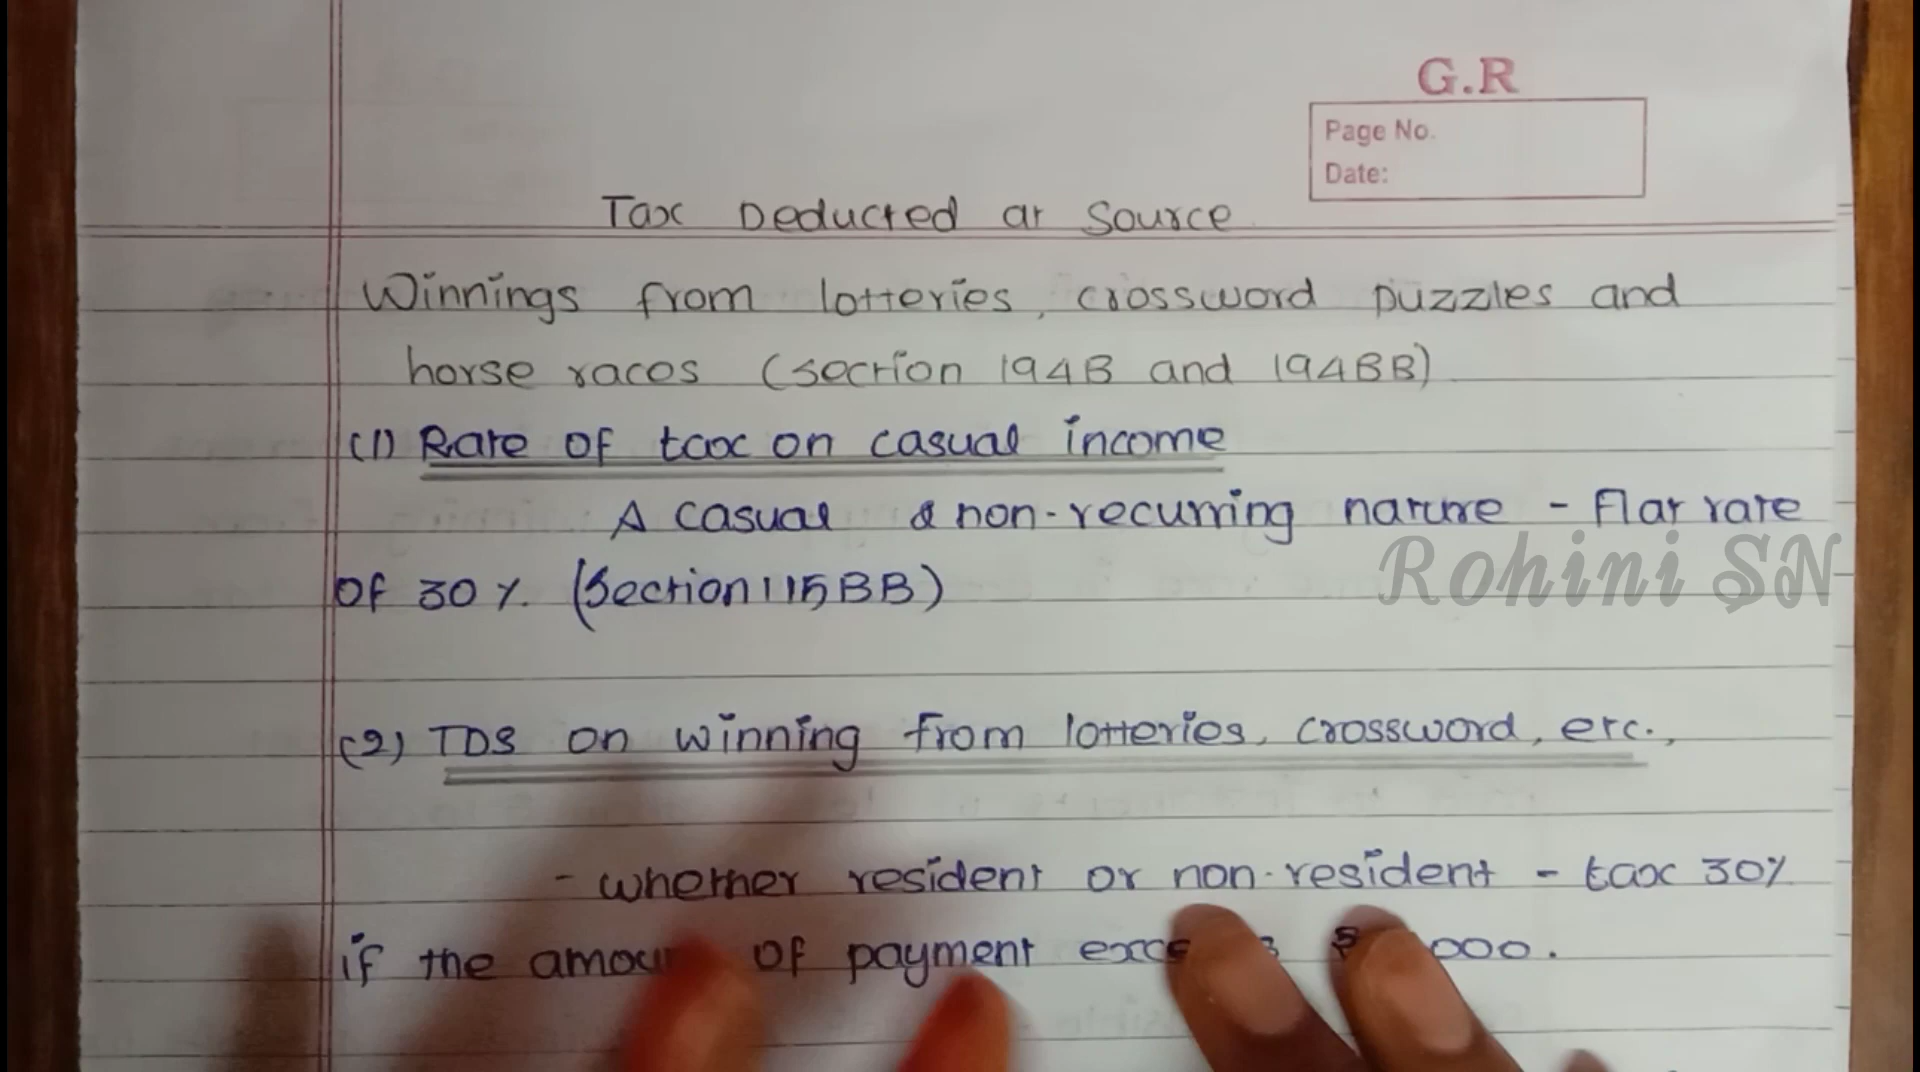 G.R
Page No.
Date:
Tax Deducted at Source
Winnings from lotteries, crossword puzzles and
horse races (section 194B and 194BB)
(1) Rate of tax on casual income
A casual & non-recurring nature - Flat rate
of 30%. (Section 115BB)
Rohini SN
(2) TDS on winning from lotteries, crossword, etc.,
- whether resident or non-resident - tax 30%
if the of payment 000.